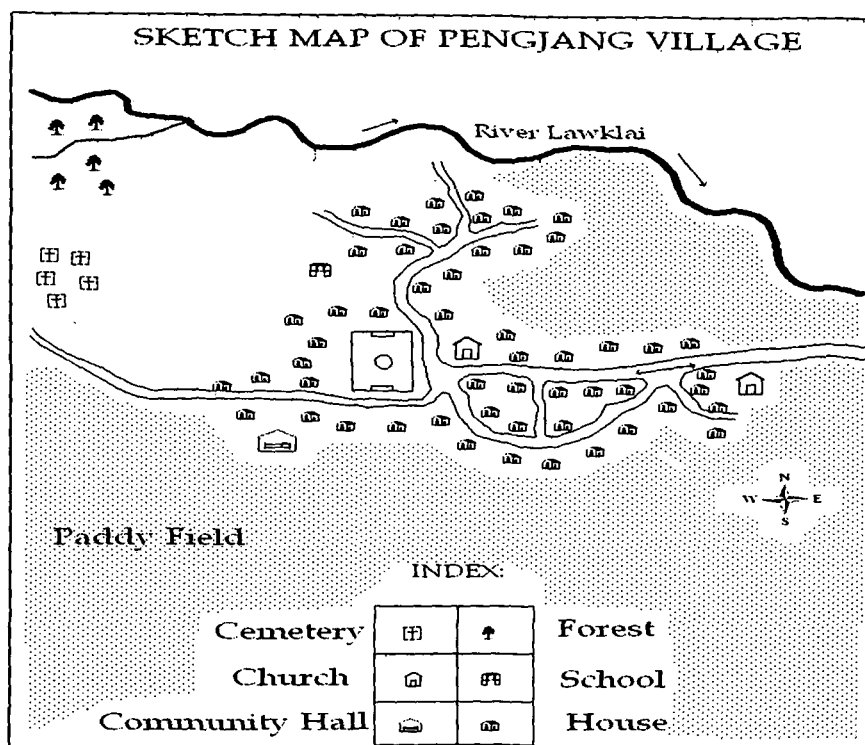 SKETCH MAP OF PENGJANG VILLAGE
River Lawklai
N
W E
S
Paddy Field
INDEX:
Cemetery Forest
Church School
Community Hall House